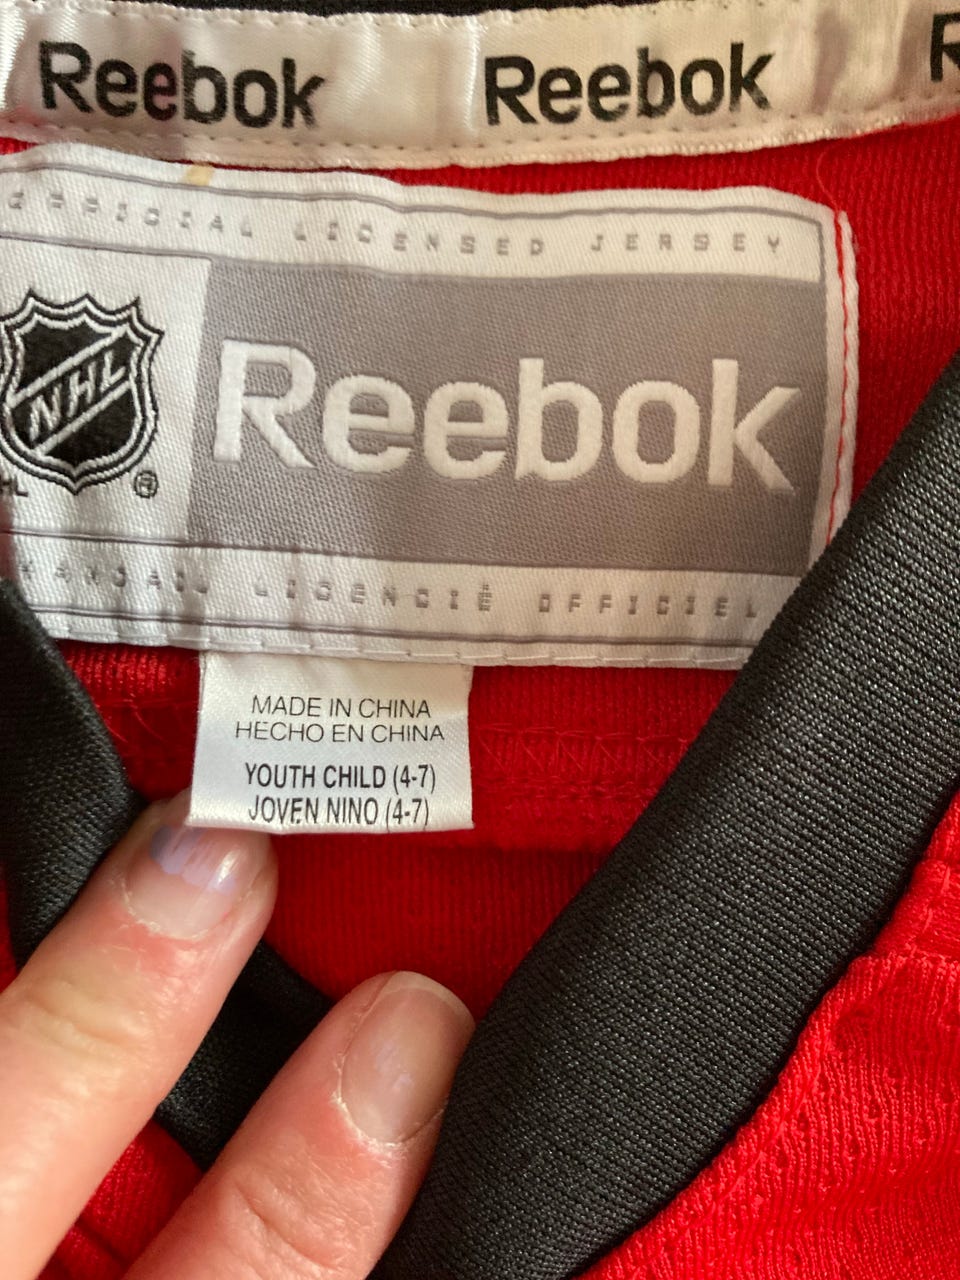 Reebok Reebok R
OFFICIAL LICENSED JERSEY
NHL
Reebok
HL ®
LICENCIÉ OFFICIEL
MADE IN CHINA
HECHO EN CHINA
YOUTH CHILD (4-7)
JOVEN NINO (4-7)